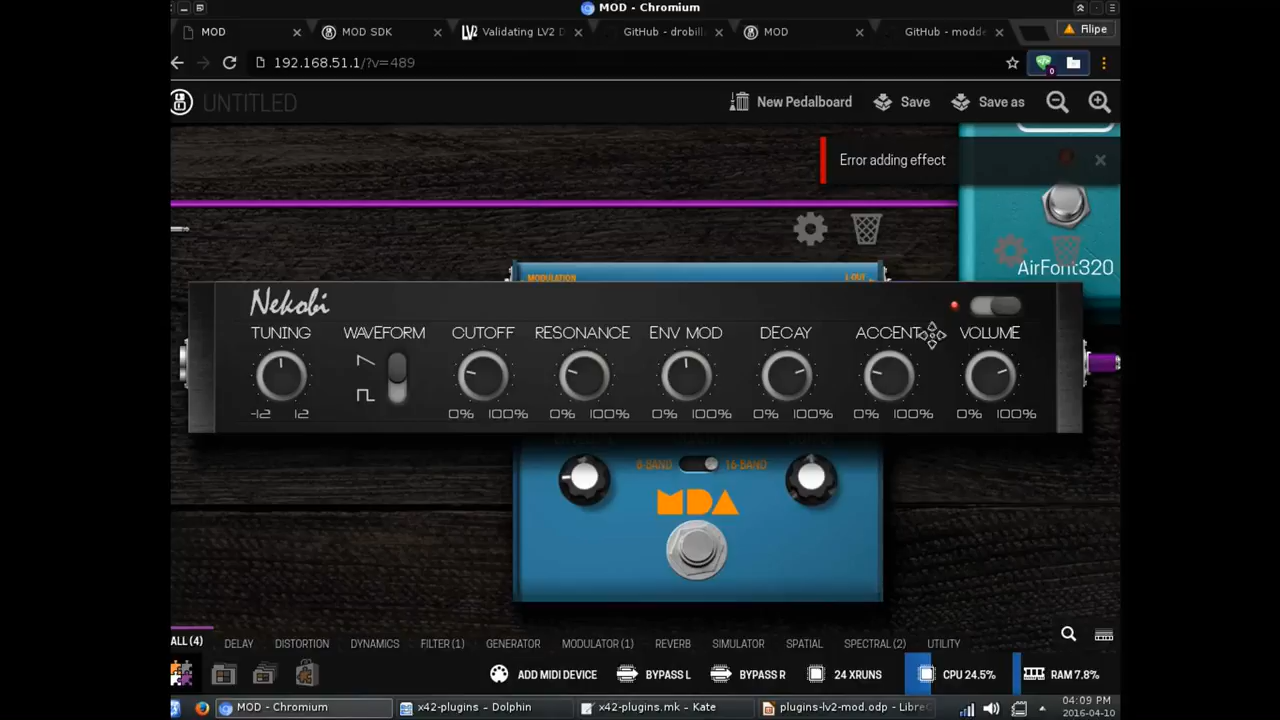 MOD - Chromium
MOD
MOD SDK
Validating LV2 D
GitHub - drobill
MOD
GitHub - modde
Filipe
192.168.51.1/?v=489
0
UNTITLED
New Pedalboard
Save
Save as
Error adding effect
AirFont320
MODULATION
Nekobi
TUNING
WAVEFORM
CUTOFF
RESONANCE
ENV MOD
DECAY
ACCENT
VOLUME
-12 12
0% 100%
0% 100%
0% 100%
0% 100%
0% 100%
0% 100%
16-BAND
MDA
ALL (4)
DELAY
DISTORTION
DYNAMICS
FILTER (1)
GENERATOR
MODULATOR (1)
REVERB
SIMULATOR
SPATIAL
SPECTRAL (2)
UTILITY
ADD MIDI DEVICE
BYPASS L
BYPASS R
24 XRUNS
CPU 24.5%
RAM 7.8%
MOD - Chromium
x42-plugins – Dolphin
x42-plugins.mk – Kate
plugins-lv2-mod.odp - LibreO
04:09 PM
2016-04-10